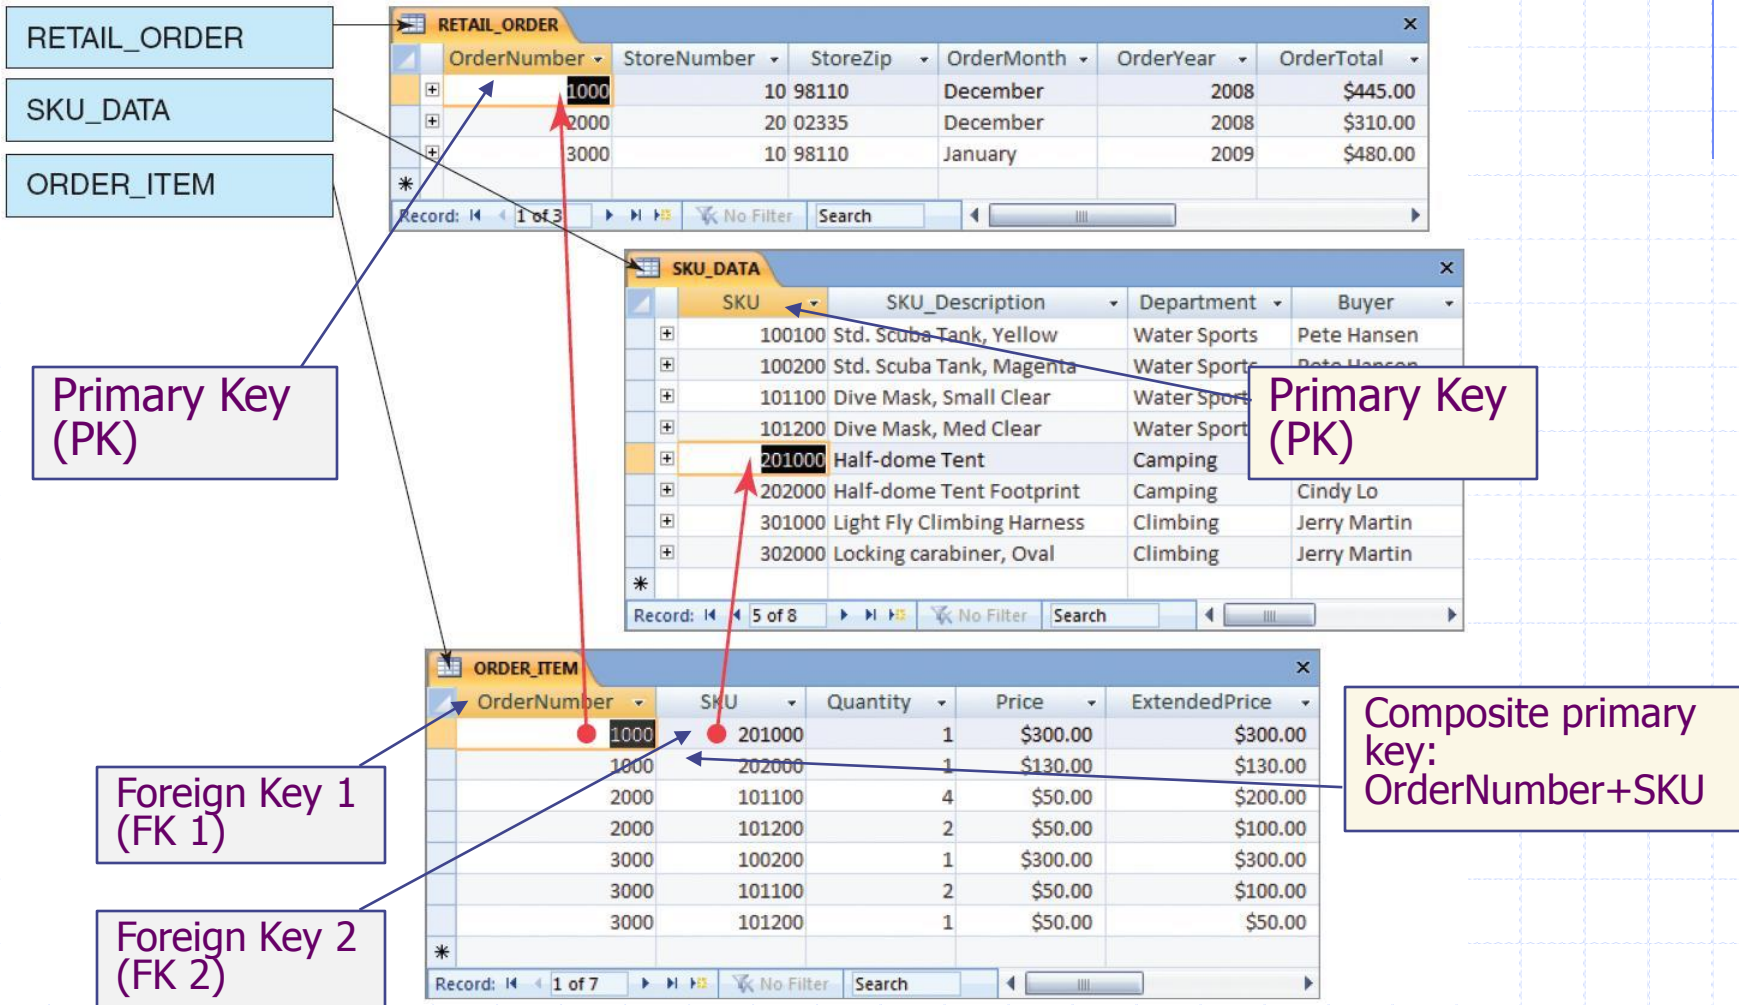 RETAIL_ORDER
SKU_DATA
ORDER_ITEM
RETAIL_ORDER
OrderNumber StoreNumber StoreZip OrderMonth OrderYear OrderTotal
1000 10 98110 December 2008 $445.00
2000 20 02335 December 2008 $310.00
3000 10 98110 January 2009 $480.00
Record: 1 of 3 No Filter Search
SKU_DATA
SKU SKU_Description Department Buyer
100100 Std. Scuba Tank, Yellow Water Sports Pete Hansen
100200 Std. Scuba Tank, Magenta Water Sports Pete Hansen
101100 Dive Mask, Small Clear Water Sport
101200 Dive Mask, Med Clear Water Sport
201000 Half-dome Tent Camping
202000 Half-dome Tent Footprint Camping Cindy Lo
301000 Light Fly Climbing Harness Climbing Jerry Martin
302000 Locking carabiner, Oval Climbing Jerry Martin
Record: 5 of 8 No Filter Search
Primary Key
(PK)
Primary Key
(PK)
ORDER_ITEM
OrderNumber SKU Quantity Price ExtendedPrice
1000 201000 1 $300.00 $300.00
1000 202000 1 $130.00 $130.00
2000 101100 4 $50.00 $200.00
2000 101200 2 $50.00 $100.00
3000 100200 1 $300.00 $300.00
3000 101100 2 $50.00 $100.00
3000 101200 1 $50.00 $50.00
Record: 1 of 7 No Filter Search
Foreign Key 1
(FK 1)
Foreign Key 2
(FK 2)
Composite primary
key:
OrderNumber+SKU